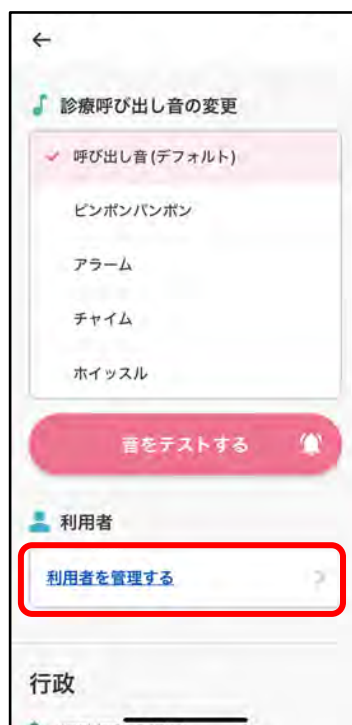 診療呼び出し音の変更
呼び出し音(デフォルト)
ピンポンパンポン
アラーム
チャイム
ホイッスル
音をテストする
利用者
利用者を管理する
行政